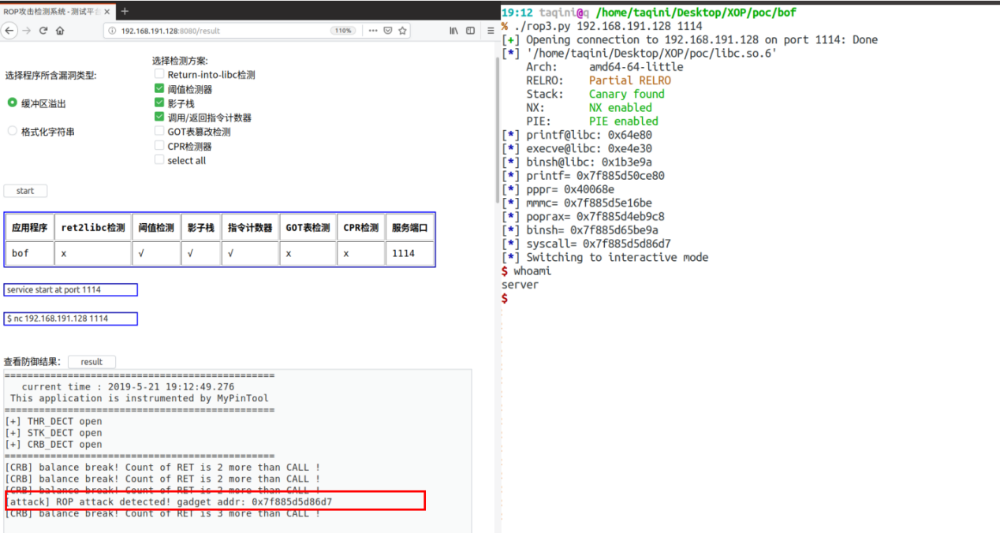 ROP攻击检测系统 - 测试平台
192.168.191.128:8080/result
110%
选择程序所含漏洞类型:
缓冲区溢出
格式化字符串
选择检测方案:
Return-into-libc检测
阈值检测器
影子栈
调用/返回指令计数器
GOT表篡改检测
CPR检测器
select all
start
应用程序 ret2libc检测 阈值检测 影子栈 指令计数器 GOT表检测 CPR检测 服务端口
bof x √ √ √ x x 1114
service start at port 1114
$ nc 192.168.191.128 1114
查看防御结果: result
================================================
current time : 2019-5-21 19:12:49.276
This application is instrumented by MyPinTool
================================================
[+] THR_DECT open
[+] STK_DECT open
[+] CRB_DECT open
================================================
[CRB] balance break! Count of RET is 2 more than CALL !
[CRB] balance break! Count of RET is 2 more than CALL !
[CRB] balance break! Count of RET is 2 more than CALL !
[attack] ROP attack detected! gadget addr: 0x7f885d5d86d7
[CRB] balance break! Count of RET is 3 more than CALL !
19:12 taqini@q /home/taqini/Desktop/XOP/poc/bof
% ./rop3.py 192.168.191.128 1114
[+] Opening connection to 192.168.191.128 on port 1114: Done
[*] '/home/taqini/Desktop/XOP/poc/libc.so.6'
Arch: amd64-64-little
RELRO: Partial RELRO
Stack: Canary found
NX: NX enabled
PIE: PIE enabled
[*] printf@libc: 0x64e80
[*] execve@libc: 0xe4e30
[*] binsh@libc: 0x1b3e9a
[*] printf= 0x7f885d50ce80
[*] pppr= 0x40068e
[*] mmmc= 0x7f885d5e16be
[*] poprax= 0x7f885d4eb9c8
[*] binsh= 0x7f885d65be9a
[*] syscall= 0x7f885d5d86d7
[*] Switching to interactive mode
$ whoami
server
$